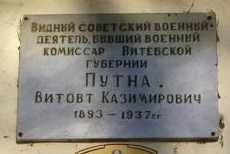 Видный советский военный
деятель, бывший военный
комиссар Витебской
губернии
Путна
Витовт Казимирович
1893-1937гг